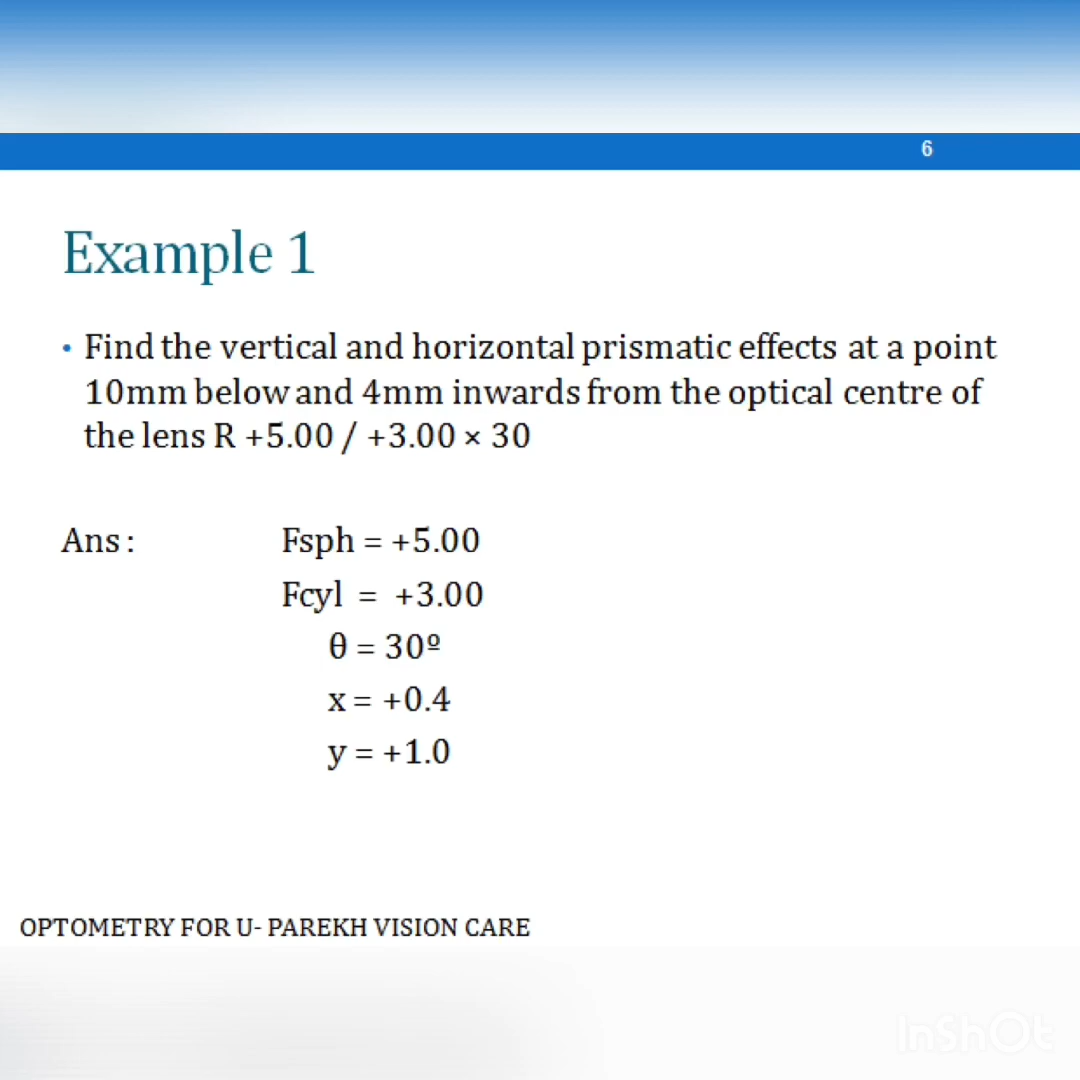 6
Example 1
• Find the vertical and horizontal prismatic effects at a point
10mm below and 4mm inwards from the optical centre of
the lens R +5.00 / +3.00 × 30
Ans : Fsph = +5.00
Fcyl = +3.00
θ = 30º
x = +0.4
y = +1.0
OPTOMETRY FOR U- PAREKH VISION CARE
InShOt